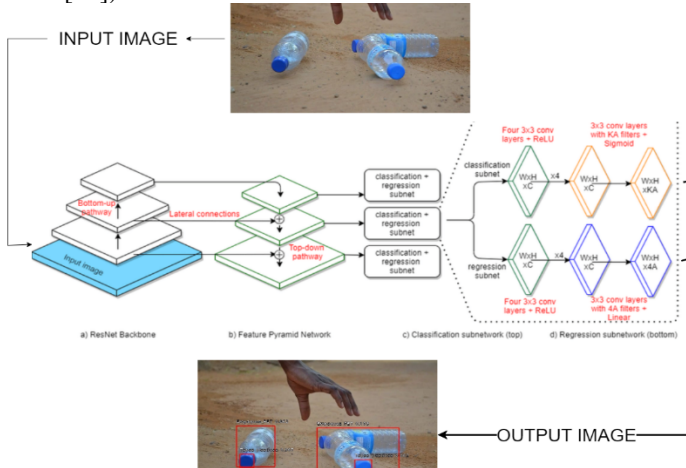 INPUT IMAGE
Four 3x3 conv
layers + ReLU
3x3 conv layers
with KA filters +
Sigmoid
classification +
regression
subnet
classification
subnet
WxH
xC
x4
WxH
xC
WxH
xKA
Bottom-up
pathway
Lateral connections
classification +
regression
subnet
Input image
Top-down
pathway
classification +
regression
subnet
regression
subnet
WxH
xC
x4
WxH
xC
WxH
x4A
Four 3x3 conv
layers + ReLU
3x3 conv layers
with 4A filters +
Linear
a) ResNet Backbone
b) Feature Pyramid Network
c) Classification subnetwork (top)
d) Regression subnetwork (bottom)
OUTPUT IMAGE